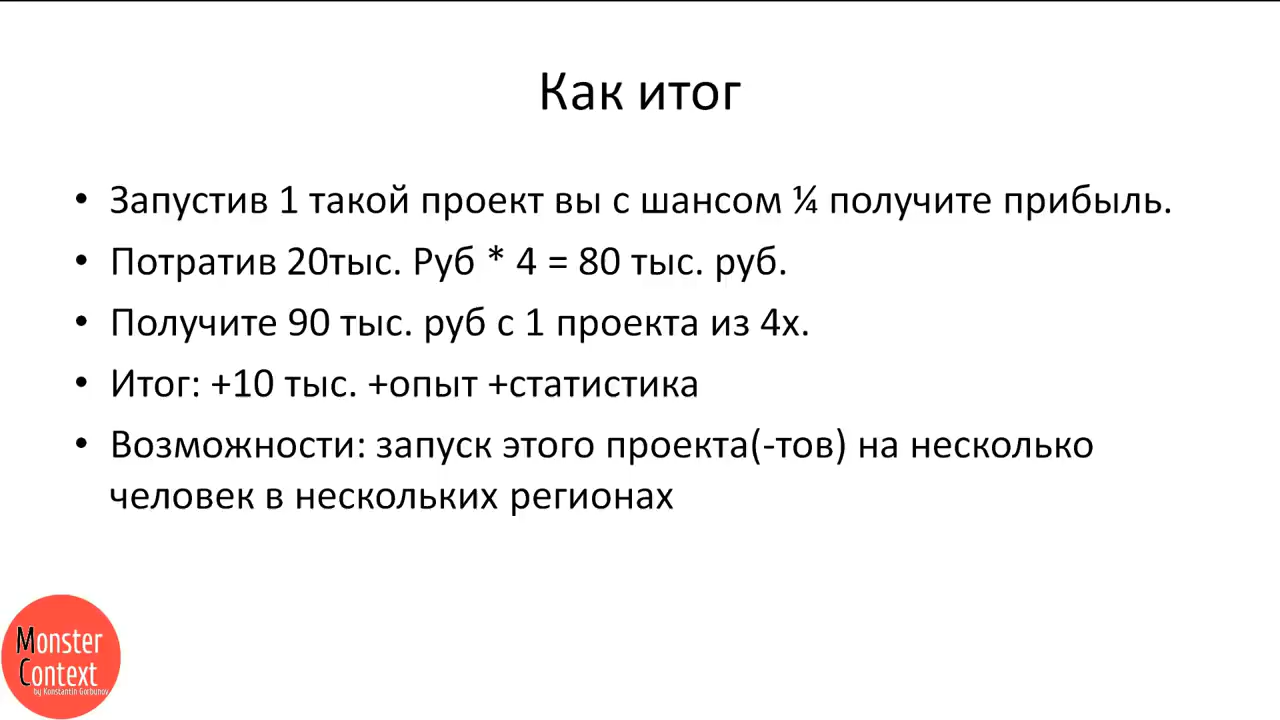 Как итог
• Запустив 1 такой проект вы с шансом ¼ получите прибыль.
• Потратив 20тыс. Руб * 4 = 80 тыс. руб.
• Получите 90 тыс. руб с 1 проекта из 4х.
• Итог: +10 тыс. +опыт +статистика
• Возможности: запуск этого проекта(-тов) на несколько
человек в нескольких регионах
Monster
Context
by Konstantin Gorbunov